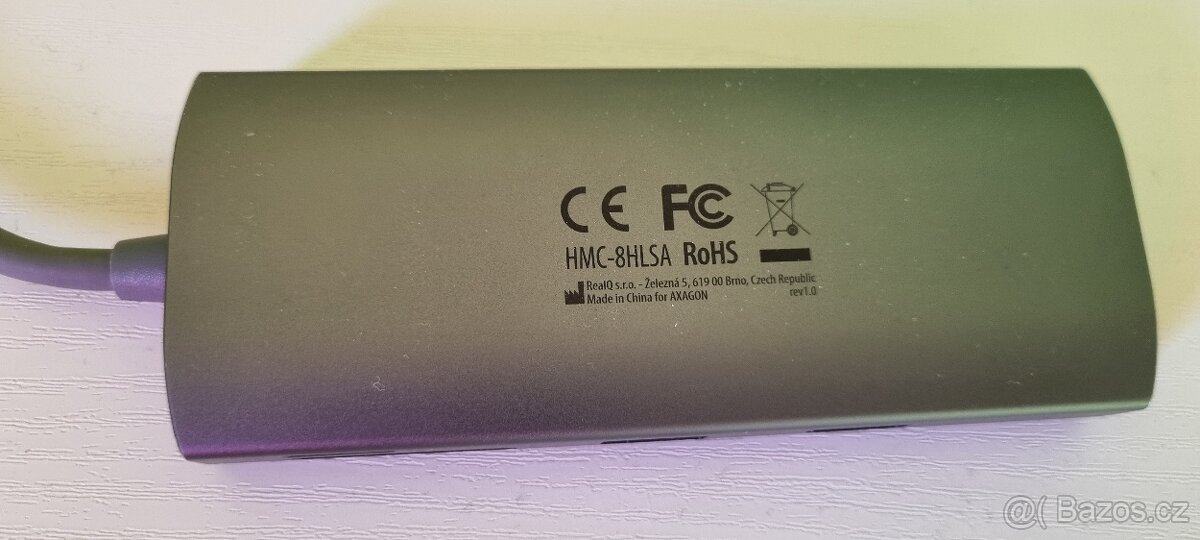 CE FC
HMC-8HLSA RoHS
RealQ s.r.o. - Železná 5, 619 00 Brno, Czech Republic
Made in China for AXAGON rev1.0
@( Bazos.cz